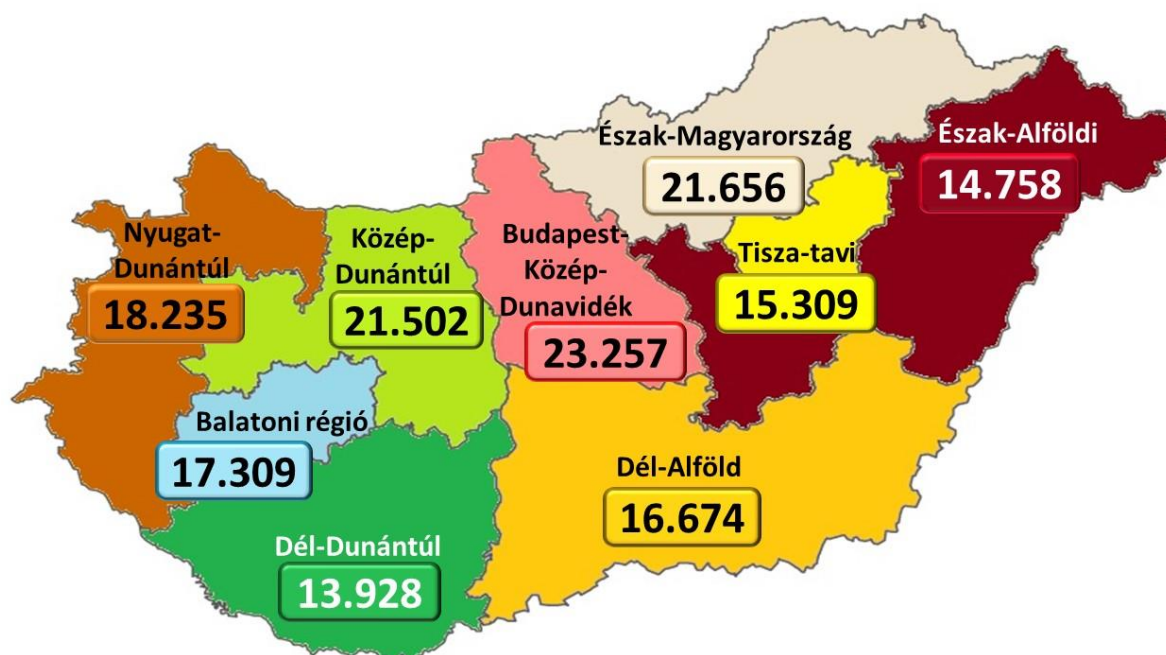 Észak-Magyarország
21.656
Észak-Alföldi
14.758
Nyugat-
Dunántúl
18.235
Közép-
Dunántúl
21.502
Budapest-
Közép-
Dunavidék
23.257
Tisza-tavi
15.309
Balatoni régió
17.309
Dél-Alföld
16.674
Dél-Dunántúl
13.928